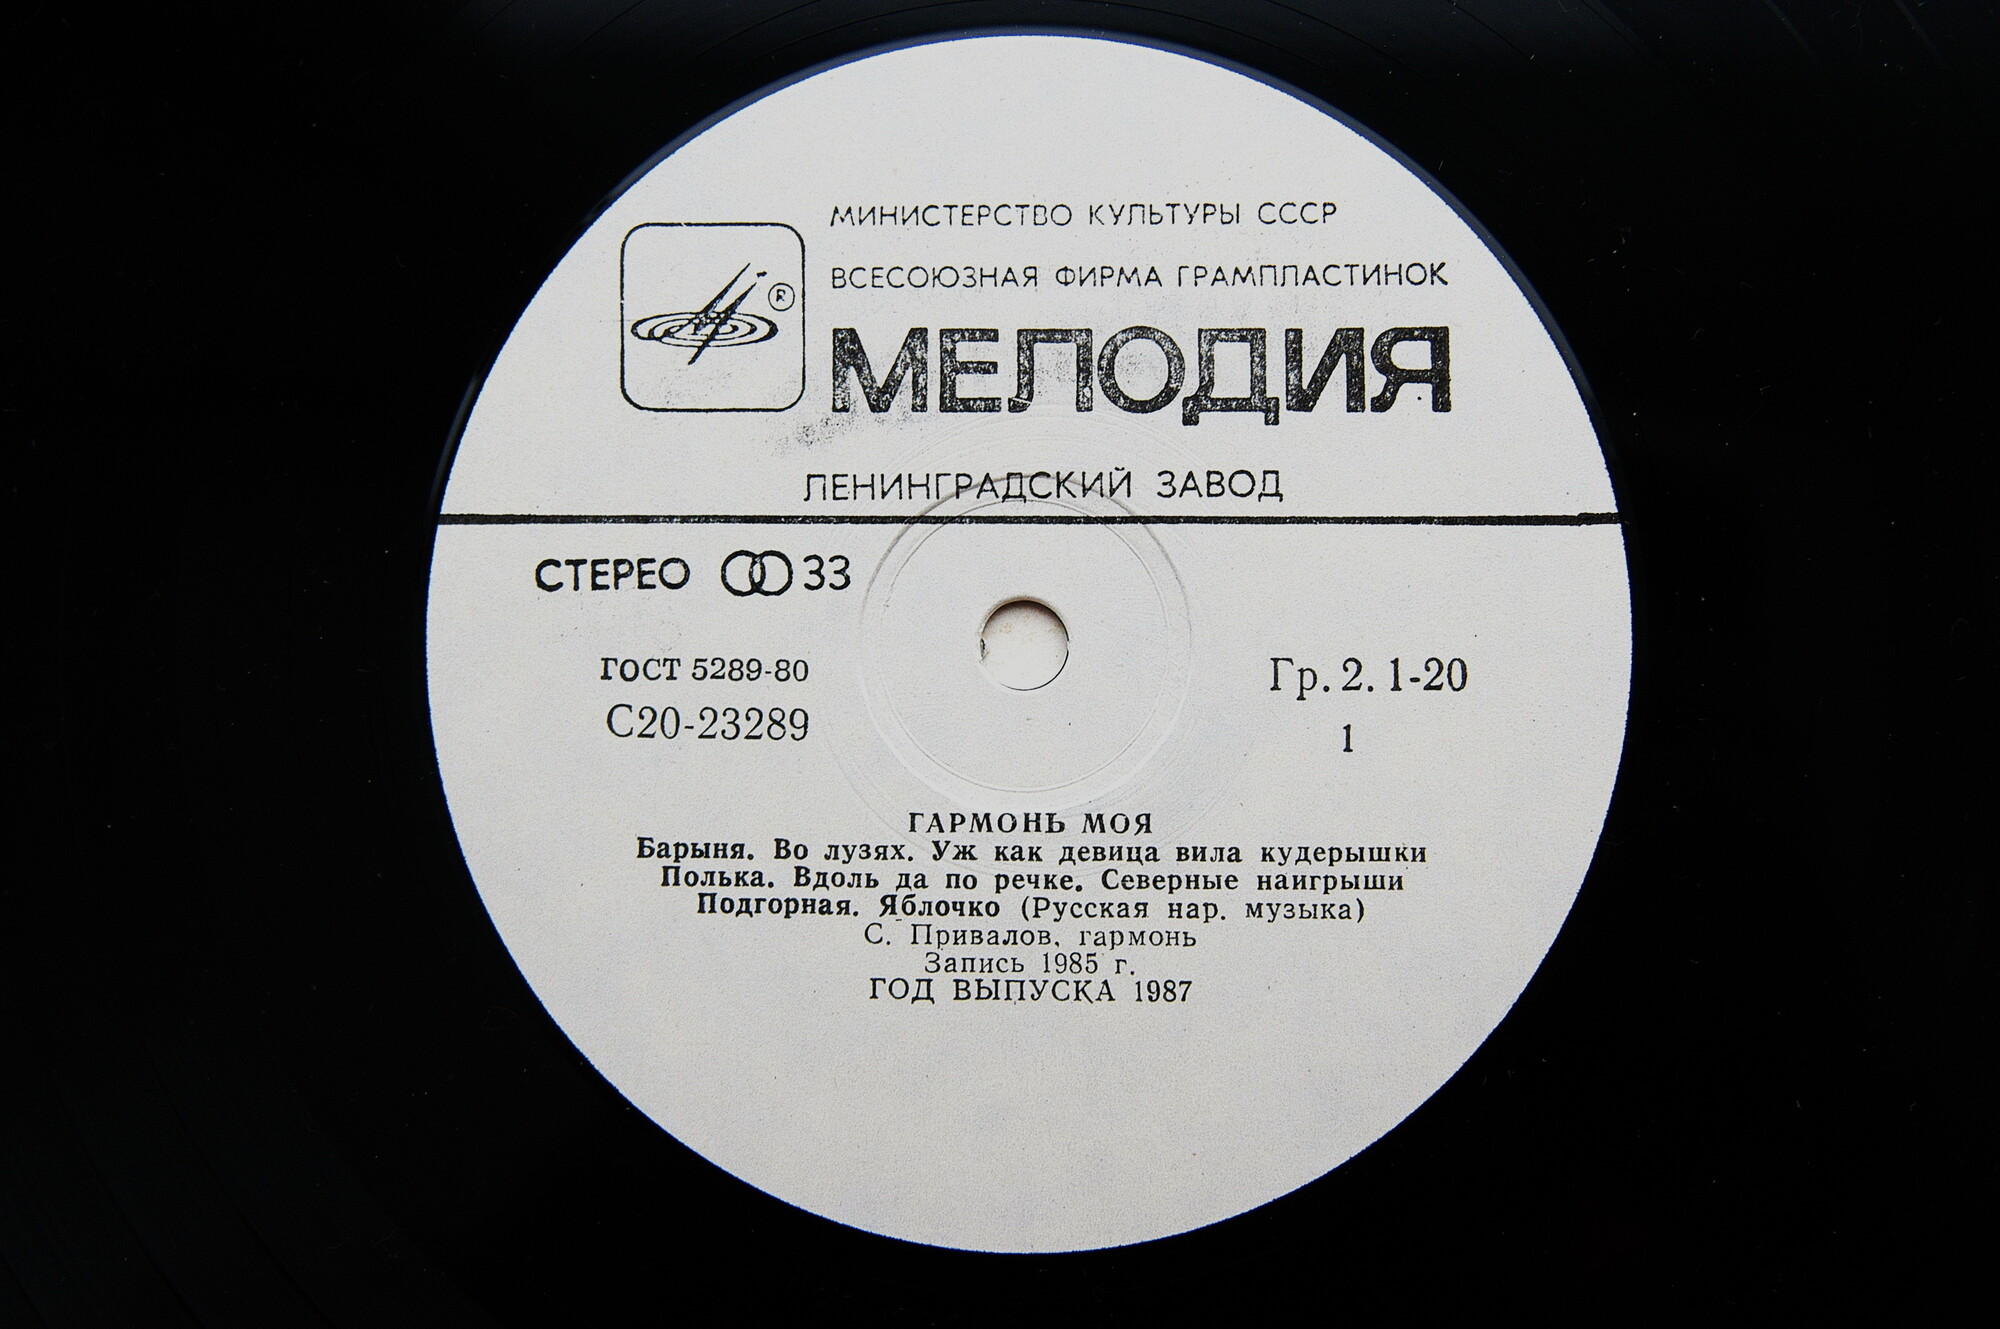 МИНИСТЕРСТВО КУЛЬТУРЫ СССР
ВСЕСОЮЗНАЯ ФИРМА ГРАМПЛАСТИНОК
®
МЕЛОДИЯ
ЛЕНИНГРАДСКИЙ ЗАВОД
СТЕРЕО 33
ГОСТ 5289-80
С20-23289
Гр. 2. 1-20
1
ГАРМОНЬ МОЯ
Барыня. Во лузях. Уж как девица вила кудерышки
Полька. Вдоль да по речке. Северные наигрыши
Подгорная. Яблочко (Русская нар. музыка)
С. Привалов, гармонь
Запись 1985 г.
ГОД ВЫПУСКА 1987